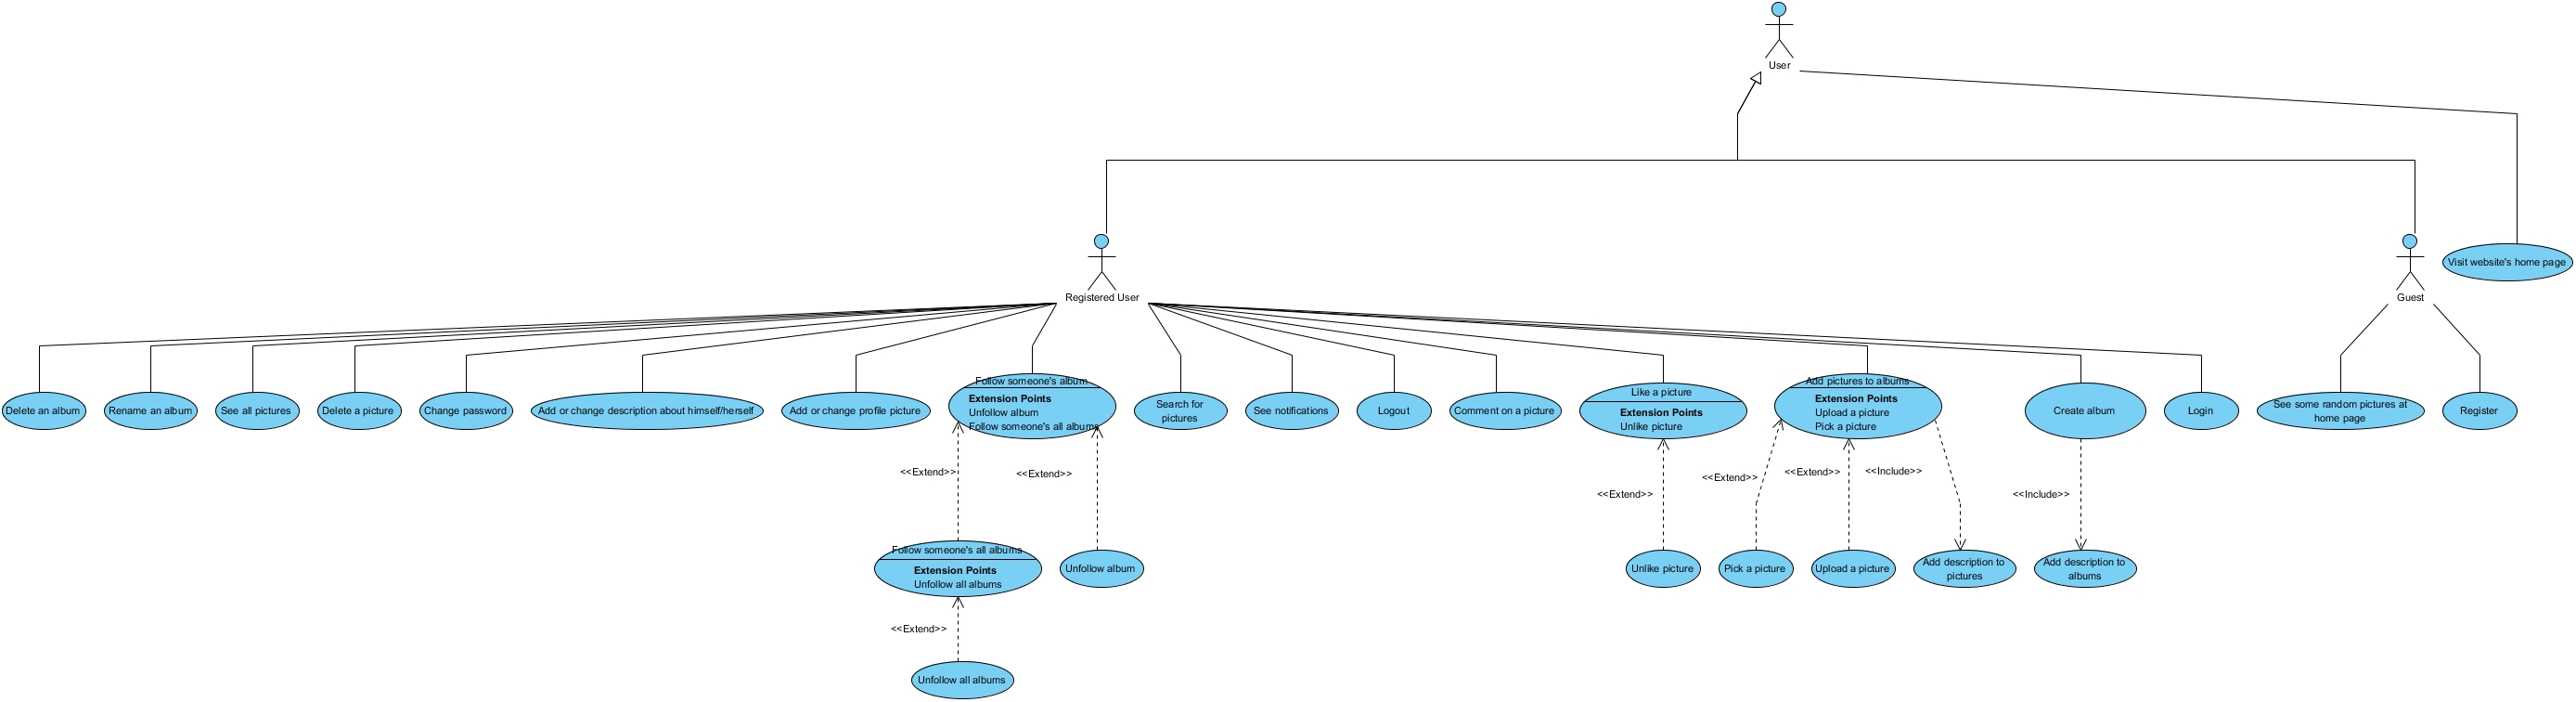 User
Visit website's home page
Registered User
Guest
Delete an album
Rename an album
See all pictures
Delete a picture
Change password
Add or change description about himself/herself
Add or change profile picture
Follow someone's album
Extension Points
Unfollow album
Follow someone's all albums
Search for
pictures
See notifications
Logout
Comment on a picture
Like a picture
Extension Points
Unlike picture
Add pictures to albums
Extension Points
Upload a picture
Pick a picture
Create album
Login
See some random pictures at
home page
Register
<<Extend>>
<<Extend>>
<<Extend>>
<<Extend>>
<<Extend>>
<<Include>>
<<Include>>
Follow someone's all albums
Extension Points
Unfollow all albums
Unfollow album
Unlike picture
Pick a picture
Upload a picture
Add description to
pictures
Add description to
albums
<<Extend>>
Unfollow all albums